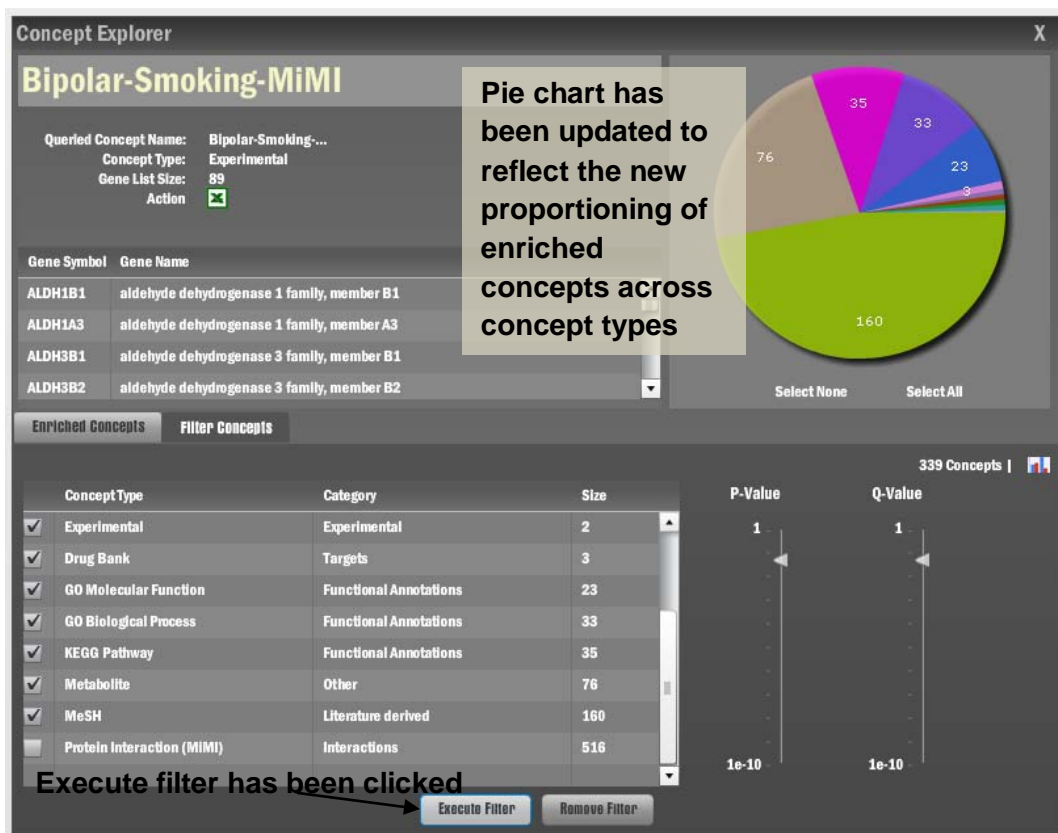 Concept Explorer X
Bipolar-Smoking-MiMI
Queried Concept Name: Bipolar-Smoking-...
Concept Type: Experimental
Gene List Size: 89
Action
Gene Symbol Gene Name
ALDH1B1 aldehyde dehydrogenase 1 family, member B1
ALDH1A3 aldehyde dehydrogenase 1 family, member A3
ALDH3B1 aldehyde dehydrogenase 3 family, member B1
ALDH3B2 aldehyde dehydrogenase 3 family, member B2
Pie chart has
been updated to
reflect the new
proportioning of
enriched
concepts across
concept types
35
33
76
23
3
160
Select None Select All
Enriched Concepts Filter Concepts
339 Concepts |
Concept Type Category Size
Experimental Experimental 2
Drug Bank Targets 3
GO Molecular Function Functional Annotations 23
GO Biological Process Functional Annotations 33
KEGG Pathway Functional Annotations 35
Metabolite Other 76
MeSH Literature derived 160
Protein Interaction (MiMI) Interactions 516
P-Value Q-Value
1 1
1e-10 1e-10
Execute filter has been clicked
Execute Filter Remove Filter